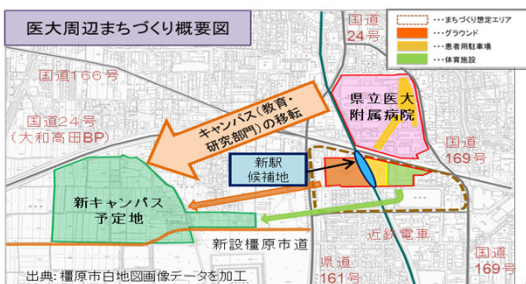 医大周辺まちづくり概要図
国道
24号
・・・まちづくり想定エリア
・・・グラウンド
・・・患者用駐車場
・・・体育施設
国道166号
国道24号
(大和高田BP)
キャンパス(教育・
研究部門)の移転
県立医大
附属病院
国道
169号
新駅
候補地
新キャンパス
予定地
新設橿原市道
近鉄電車
県道
161号
国道
169号
出典:橿原市白地図画像データを加工